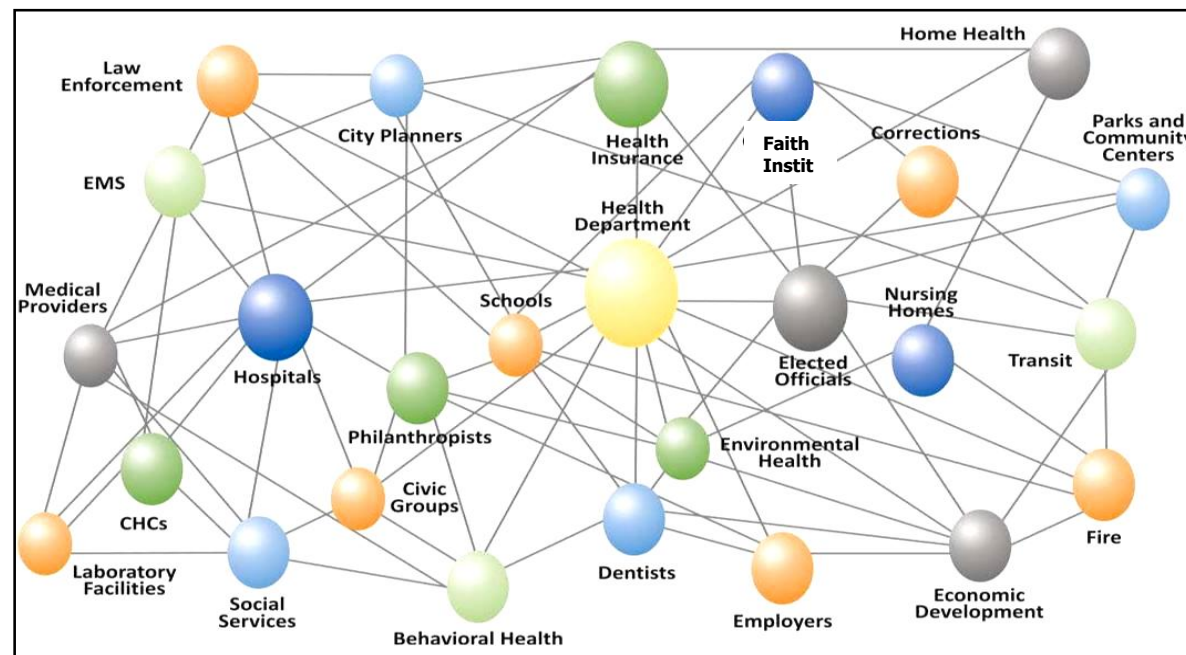 Home Health
Law
Enforcement
City Planners
Health
Insurance
Faith
Instit
Corrections
Parks and
Community
Centers
EMS
Health
Department
Medical
Providers
Schools
Nursing
Homes
Hospitals
Elected
Officials
Transit
Philanthropists
Environmental
Health
Civic
Groups
CHCs
Fire
Laboratory
Facilities
Dentists
Social
Services
Economic
Development
Employers
Behavioral Health